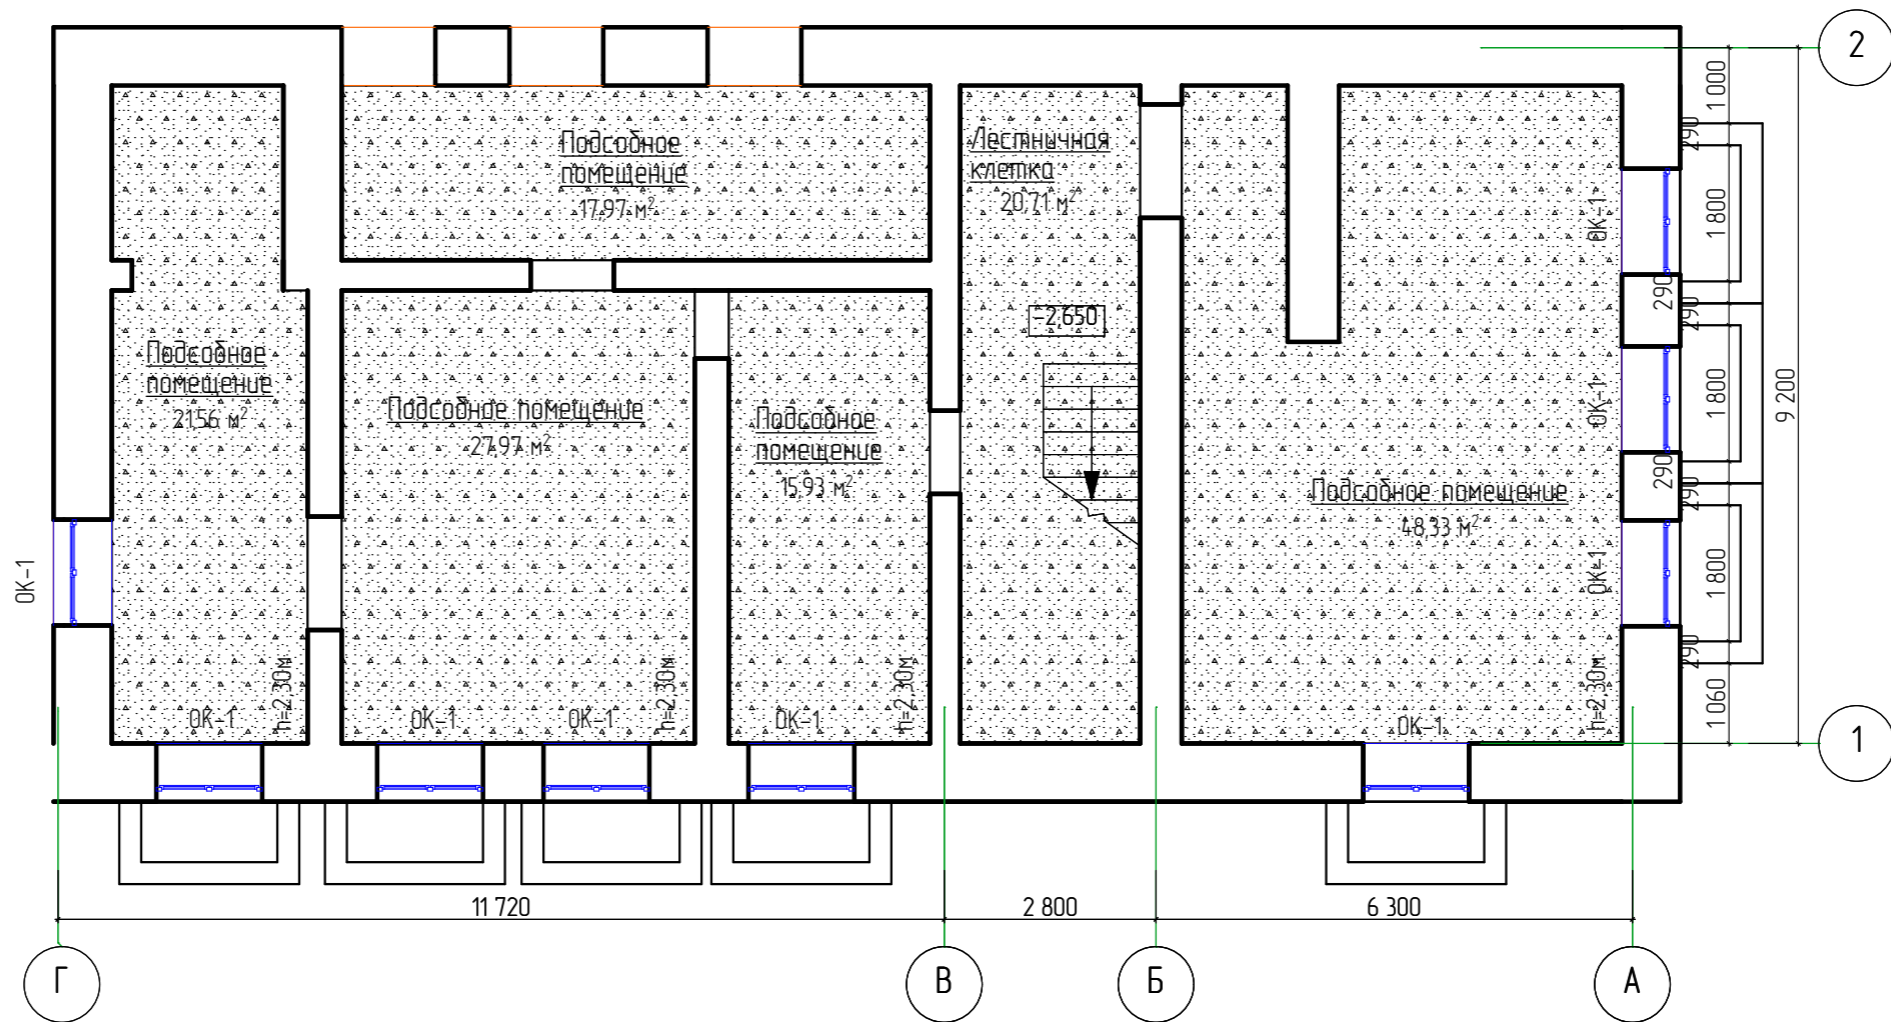 2
1000
290
Подсобное
помещение
17,97 м²
Лестничная
клетка
20,71 м²
ОК-1
1800
-2,650
290
290
Подсобное
помещение
21,56 м²
Подсобное помещение
27,97 м²
Подсобное
помещение
15,93 м²
ОК-1
1800
9 200
290
290
Подсобное помещение
48,33 м²
ОК-1
ОК-1
1800
290
h=2,30м
h=2,30м
h=2,30м
h=2,30м
1060
ОК-1
ОК-1
ОК-1
ОК-1
ОК-1
1
11 720
2 800
6 300
Г
В
Б
А